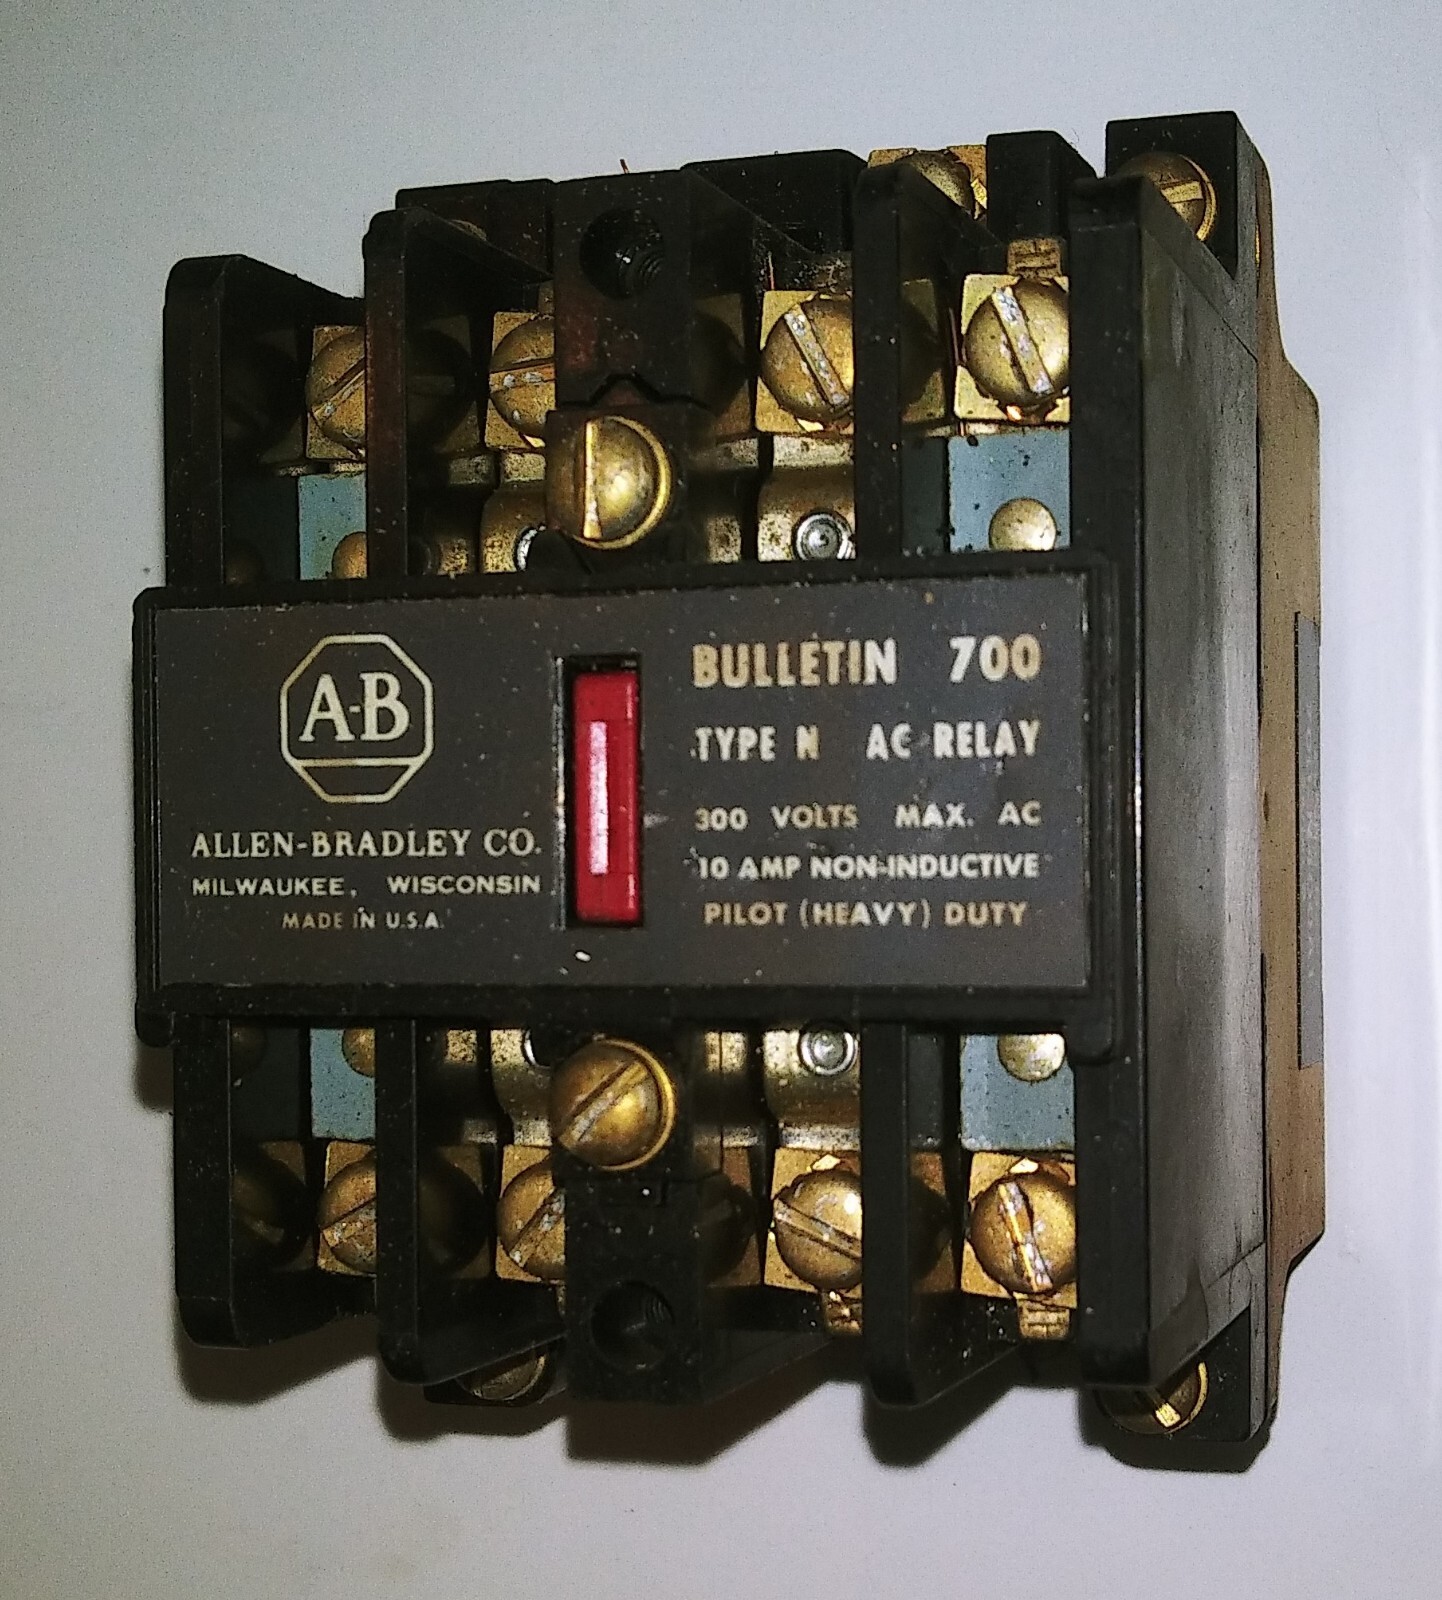 A-B
ALLEN-BRADLEY CO.
MILWAUKEE, WISCONSIN
MADE IN U.S.A.
BULLETIN 700
TYPE N AC RELAY
300 VOLTS MAX. AC
10 AMP NON-INDUCTIVE
PILOT (HEAVY) DUTY